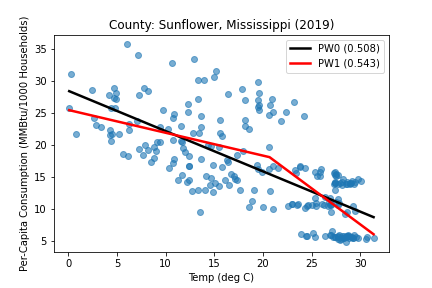 County: Sunflower, Mississippi (2019)
Per-Capita Consumption (MMBtu/1000 Households)
35
30
25
20
15
10
5
PW0 (0.508)
PW1 (0.543)
0 5 10 15 20 25 30
Temp (deg C)